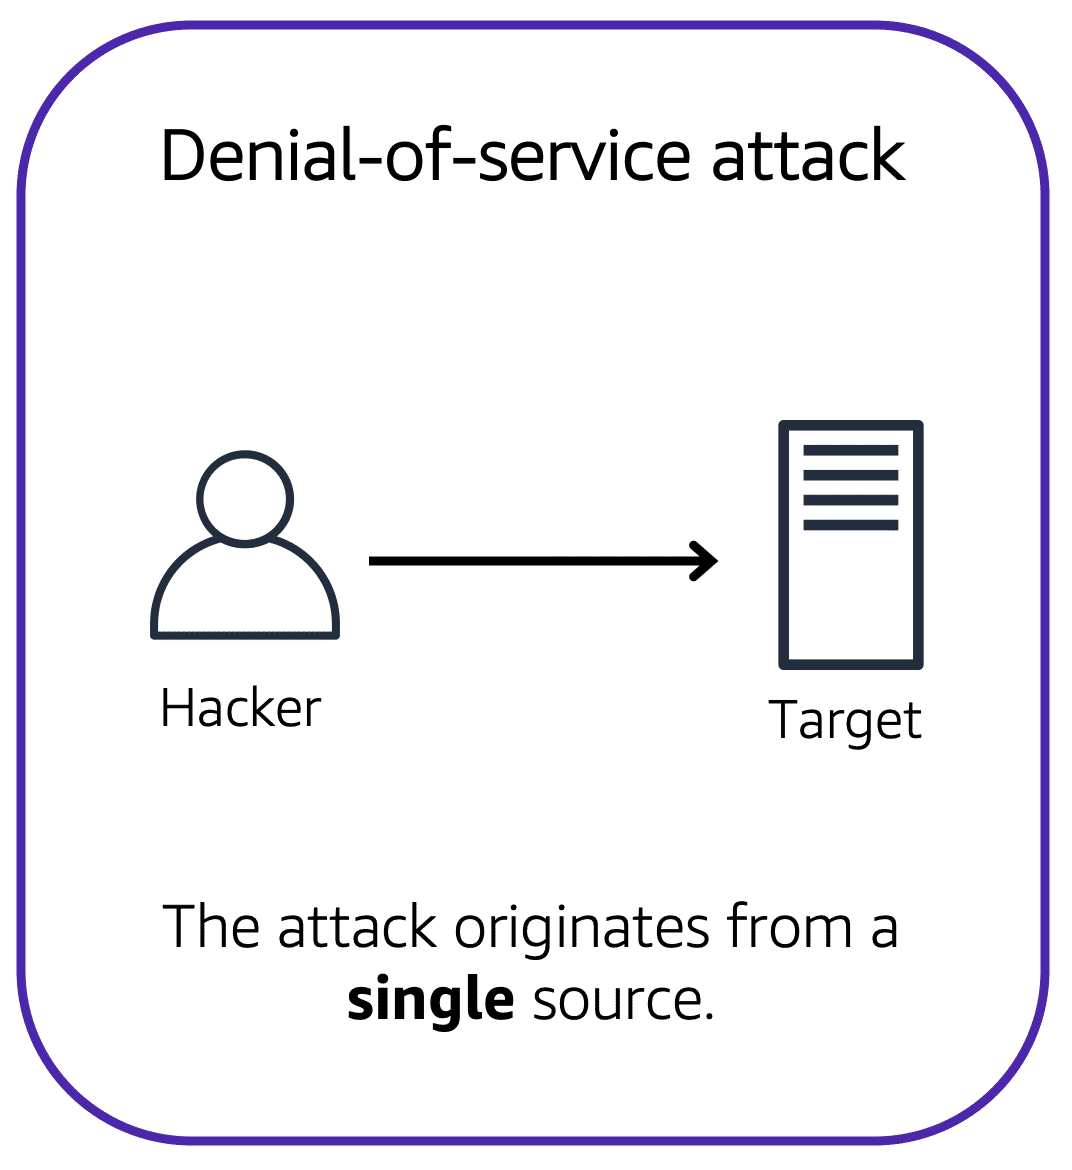 Denial-of-service attack
Hacker
Target
The attack originates from a
single source.